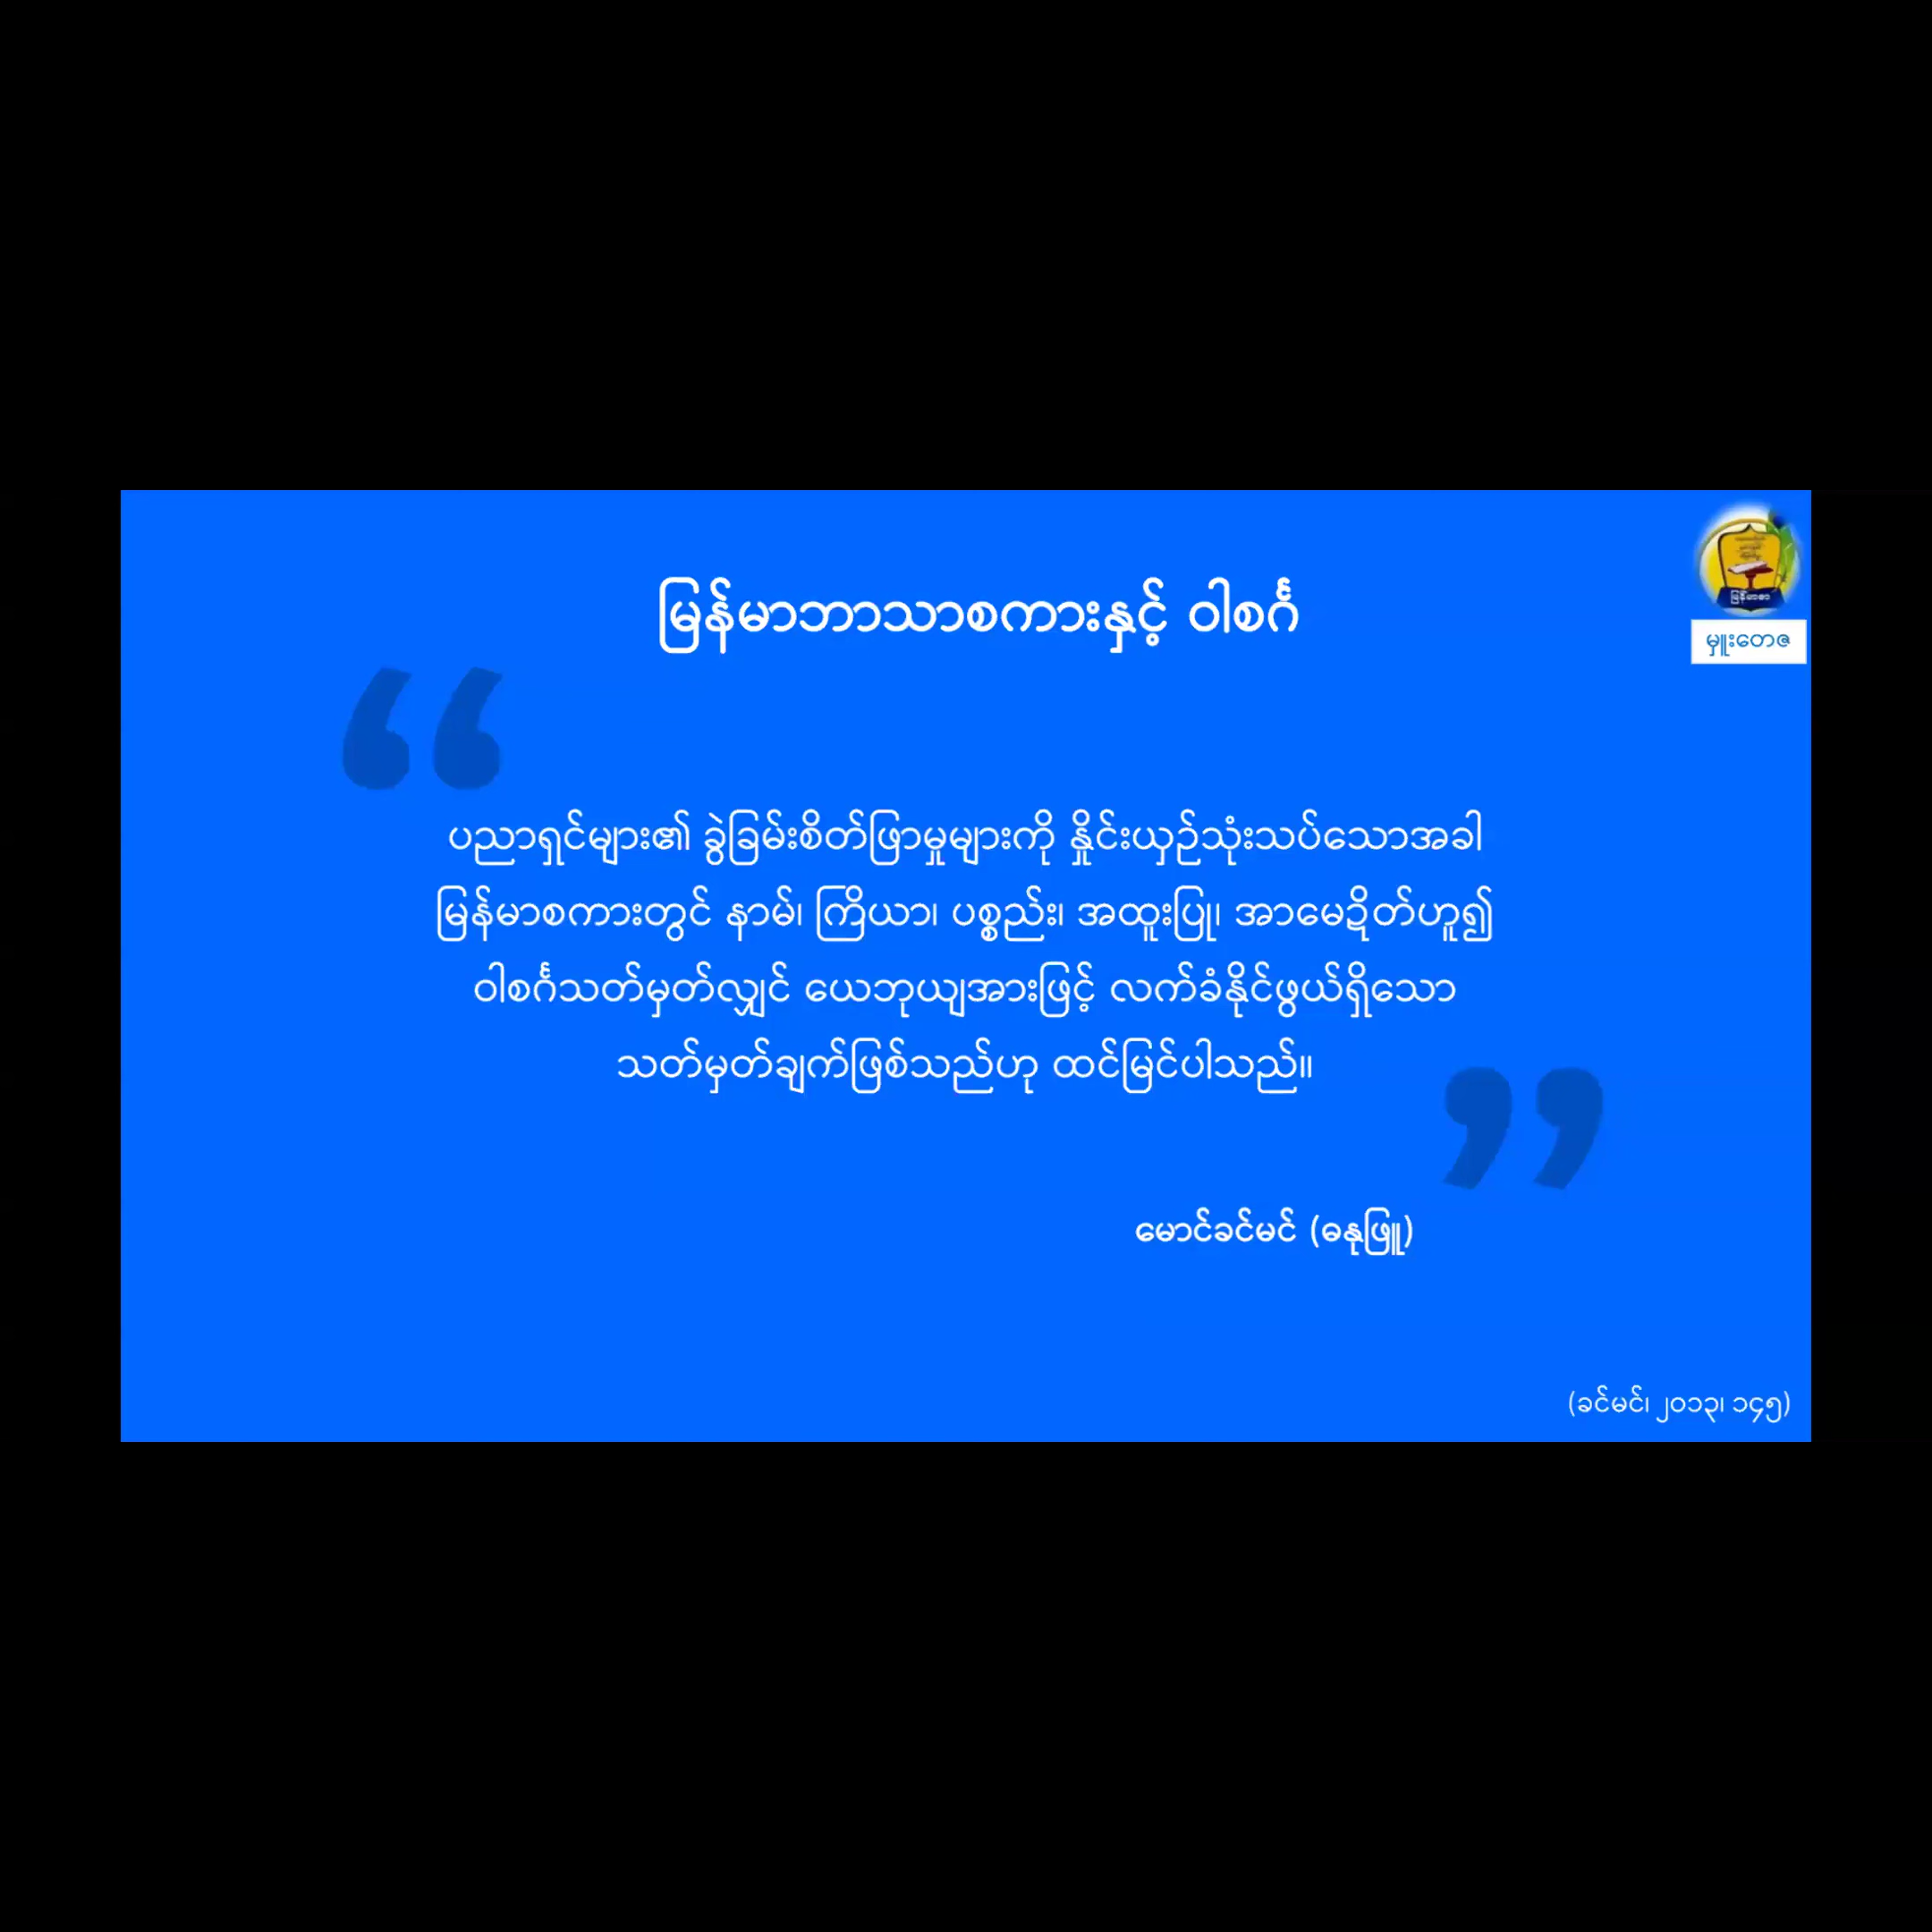 မြန်မာဘာသာစကားနှင့် ဝါစင်္ဂ
မြန်မာစာ
မှူးတေဇ
ပညာရှင်များ၏ ခွဲခြမ်းစိတ်ဖြာမှုများကို နှိုင်းယှဉ်သုံးသပ်သောအခါ
မြန်မာစကားတွင် နာမ်၊ ကြိယာ၊ ပစ္စည်း၊ အထူးပြု၊ အာမေဍိတ်ဟူ၍
ဝါစင်္ဂသတ်မှတ်လျှင် ယေဘုယျအားဖြင့် လက်ခံနိုင်ဖွယ်ရှိသော
သတ်မှတ်ချက်ဖြစ်သည်ဟု ထင်မြင်ပါသည်။
မောင်ခင်မင် (ဓနုဖြူ)
(ခင်မင်၊ ၂၀၁၃၊ ၁၄၅)